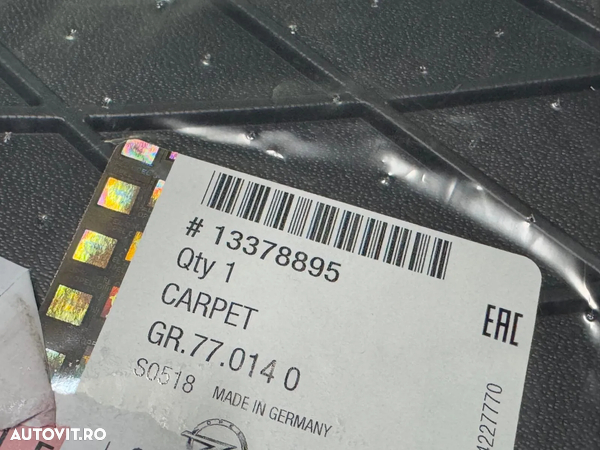 # 13378895
Qty 1
CARPET
GR.77.014 0
S0518 MADE IN GERMANY
EAC
4227770
AUTOVIT.RO